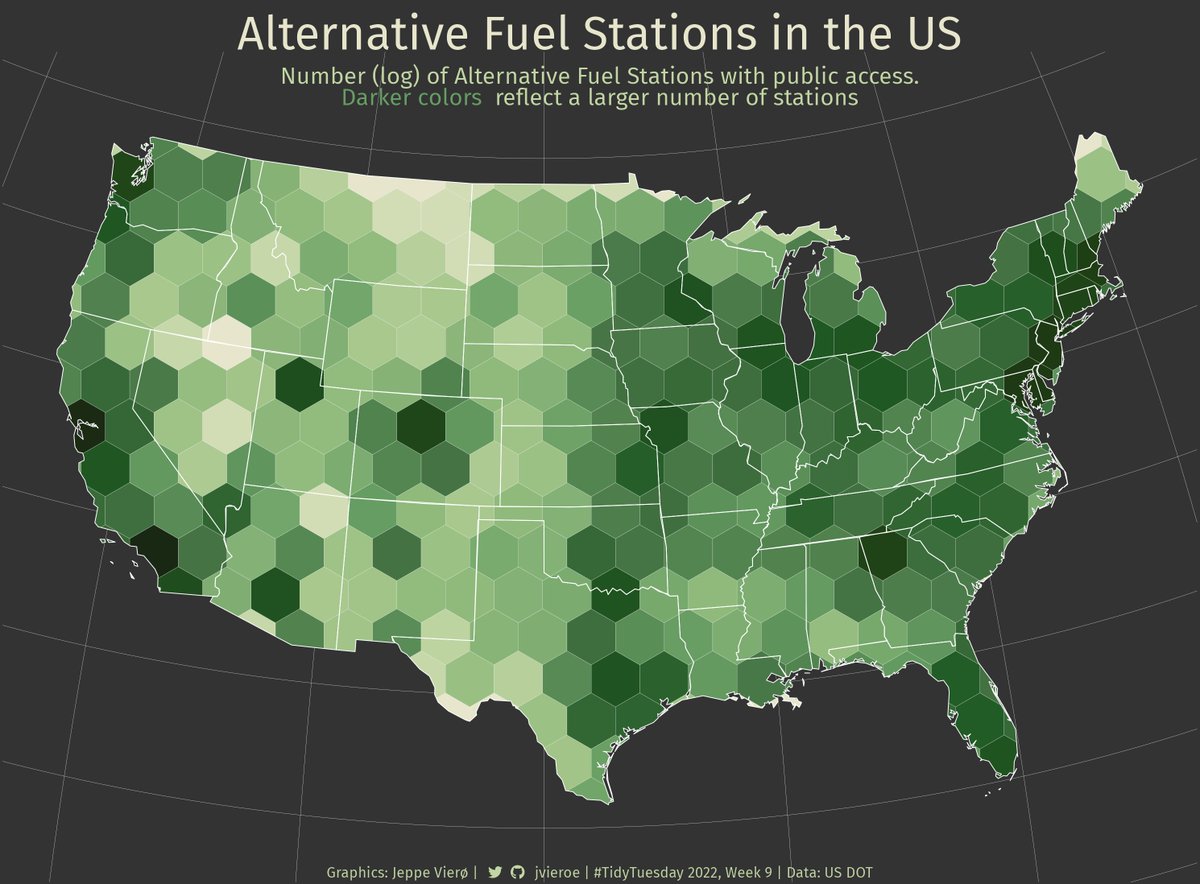 Alternative Fuel Stations in the US
Number (log) of Alternative Fuel Stations with public access.
Darker colors reflect a larger number of stations
Graphics: Jeppe Vierø | jvieroe | #TidyTuesday 2022, Week 9 | Data: US DOT